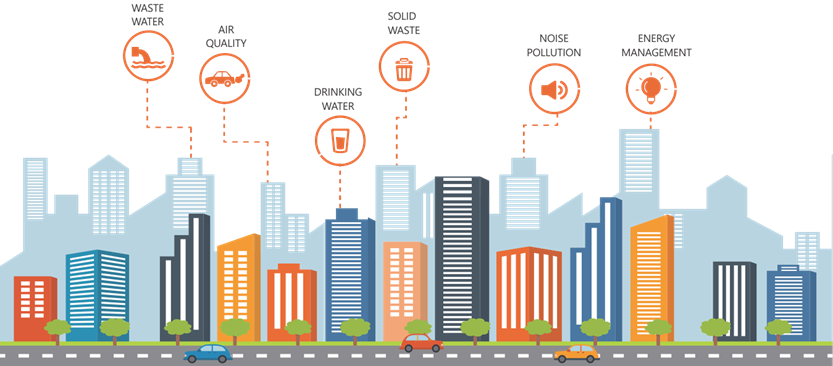 WASTE
WATER
AIR
QUALITY
DRINKING
WATER
SOLID
WASTE
NOISE
POLLUTION
ENERGY
MANAGEMENT